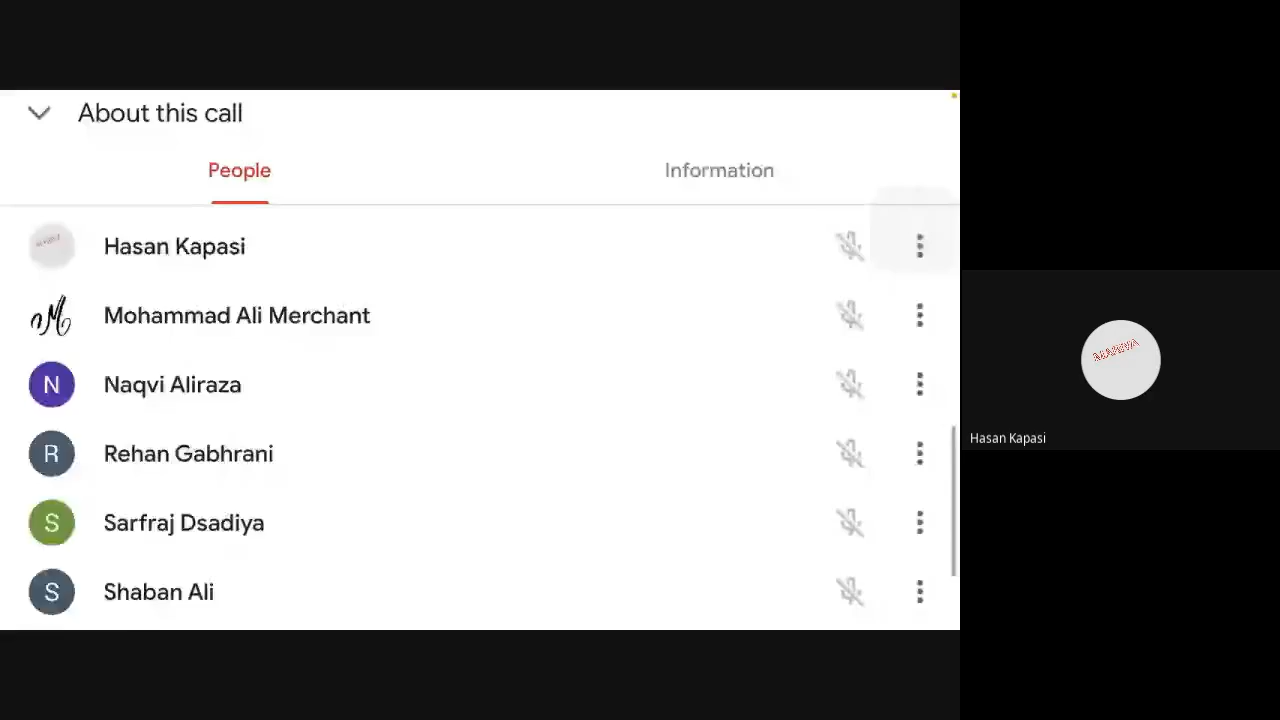 About this call
People
Information
Hasan Kapasi
Mohammad Ali Merchant
N
Naqvi Aliraza
R
Rehan Gabhrani
S
Sarfraj Dsadiya
S
Shaban Ali
Hasan Kapasi